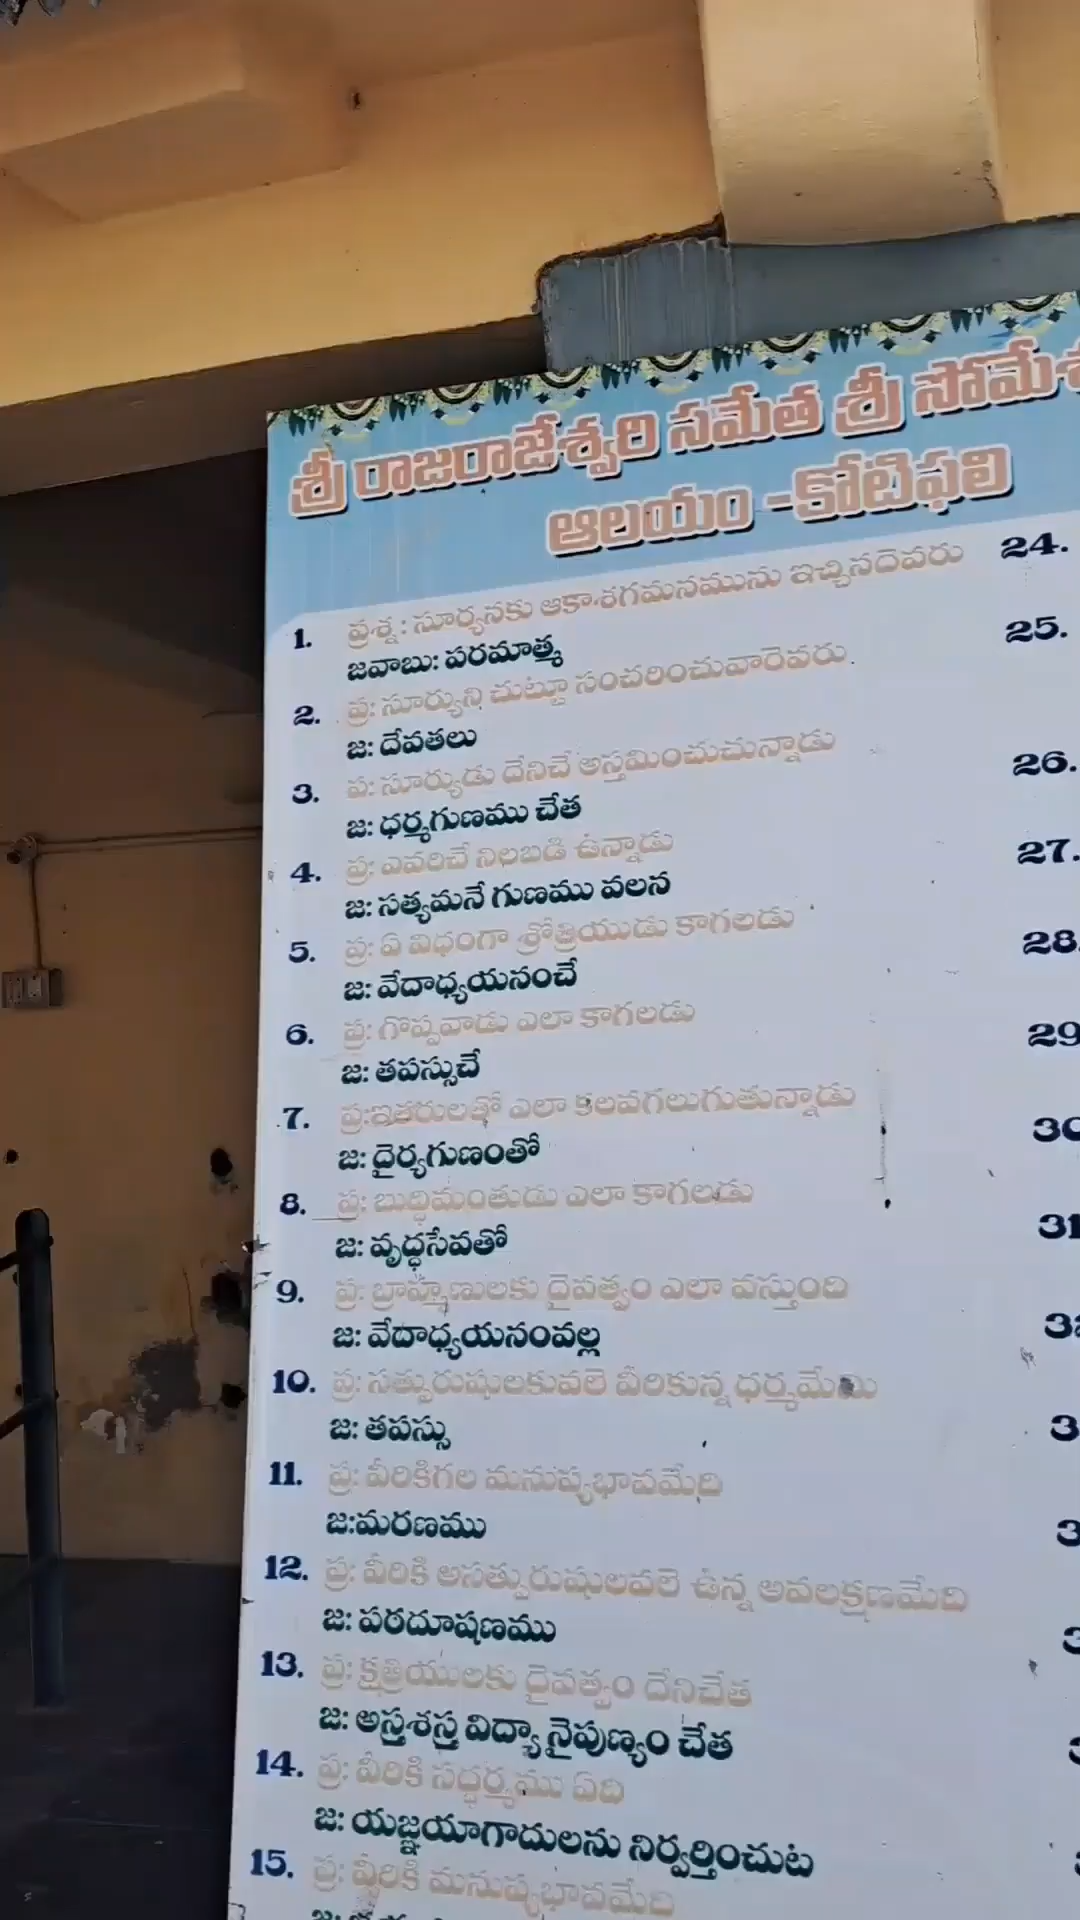 శ్రీ రాజరాజేశ్వరి సమేత శ్రీ సోమేశ
ఆలయం -కోటిఫలి
1. ప్రశ్న: సూర్యనకు ఆకాశగమనమును ఇచ్చినదెవరు
జవాబు: పరమాత్మ
2. ప్ర: సూర్యుని చుట్టూ సంచరించువారెవరు.
జ: దేవతలు
3. ప: సూర్యుడు దేనిచే అస్తమించుచున్నాడు
జ: ధర్మగుణము చేత
4. ప్ర: ఎవరిచే నిలబడి ఉన్నాడు
జ: సత్యమనే గుణము వలన
5. ప్ర: ఏ విధంగా శ్రోత్రియుడు కాగలడు
జ: వేదాధ్యయనంచే
6. ప్ర: గొప్పవాడు ఎలా కాగలడు
జ: తపస్సుచే
7. ప్ర:ఇతరులతో ఎలా కలవగలుగుతున్నాడు
జ: ధైర్యగుణంతో
8. ప్ర: బుద్ధిమంతుడు ఎలా కాగలడు
జ: వృద్ధసేవతో
9. ప్ర: బ్రాహ్మణులకు దైవత్వం ఎలా వస్తుంది
జ: వేదాధ్యయనంవల్ల
10. ప్ర: సత్పురుషులకువలె వీరికున్న ధర్మమేమి
జ: తపస్సు
11. ప్ర: వీరికిగల మనుష్యభావమేది
జ:మరణము
12. ప్ర: వీరికి అసత్పురుషులవలె ఉన్న అవలక్షణమేది
జ: పఠదూషణము
13. ప్ర: క్షత్రియులకు దైవత్వం దేనిచేత
జ: అస్త్రశస్త్ర విద్యా నైపుణ్యం చేత
14. ప్ర: వీరికి సద్ధర్మము ఏది
జ: యజ్ఞయాగాదులను నిర్వర్తించుట
15. ప్ర: వీరికి మనుష్యభావమేది
24.
25.
26.
27.
28.
29
30
31